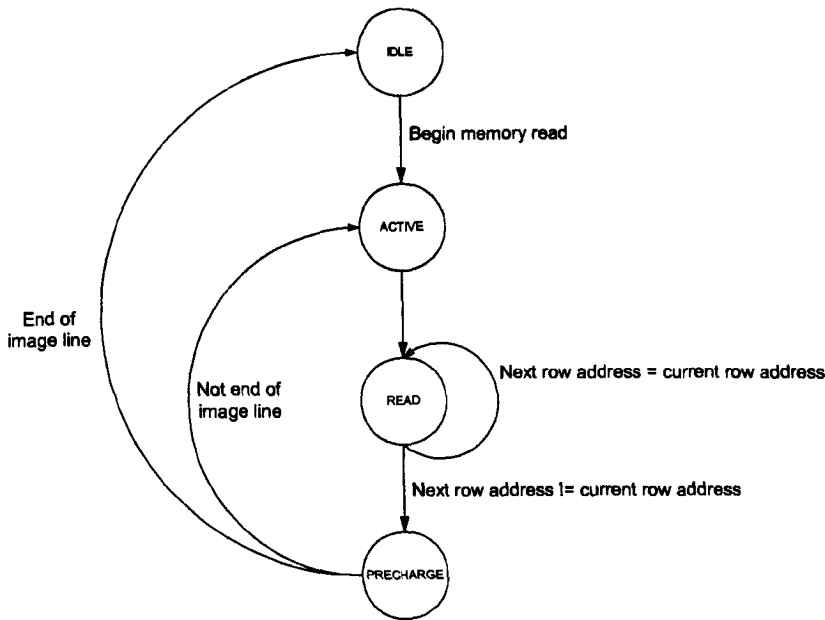 IDLE
Begin memory read
ACTIVE
End of
image line
Not end of
image line
READ
Next row address = current row address
Next row address != current row address
PRECHARGE